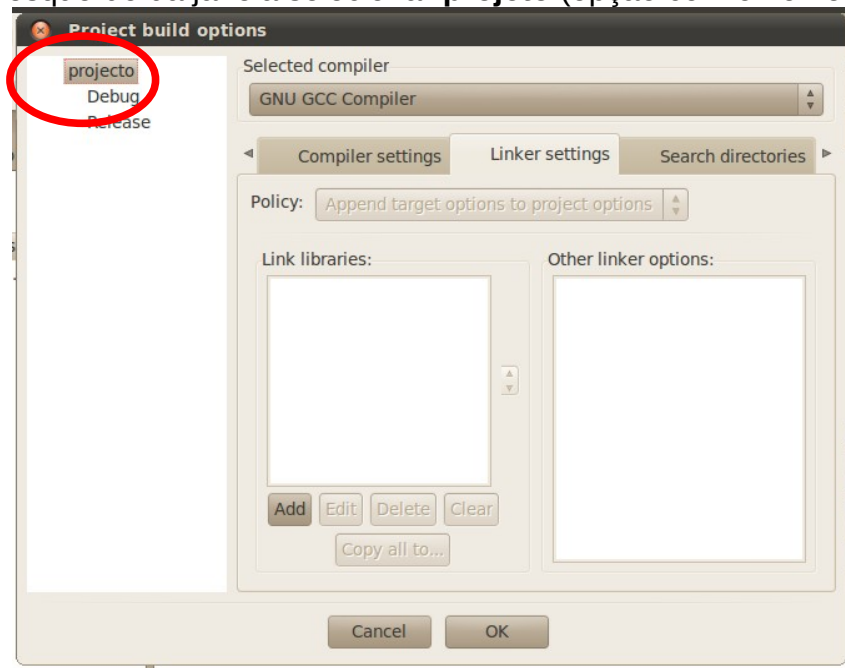 projecto (opção
Project build options
projecto
Debug
Release
Selected compiler
GNU GCC Compiler
Compiler settings
Linker settings
Search directories
Policy:
Append target options to project options
Link libraries:
Other linker options:
Add
Edit
Delete
Clear
Copy all to...
Cancel
OK